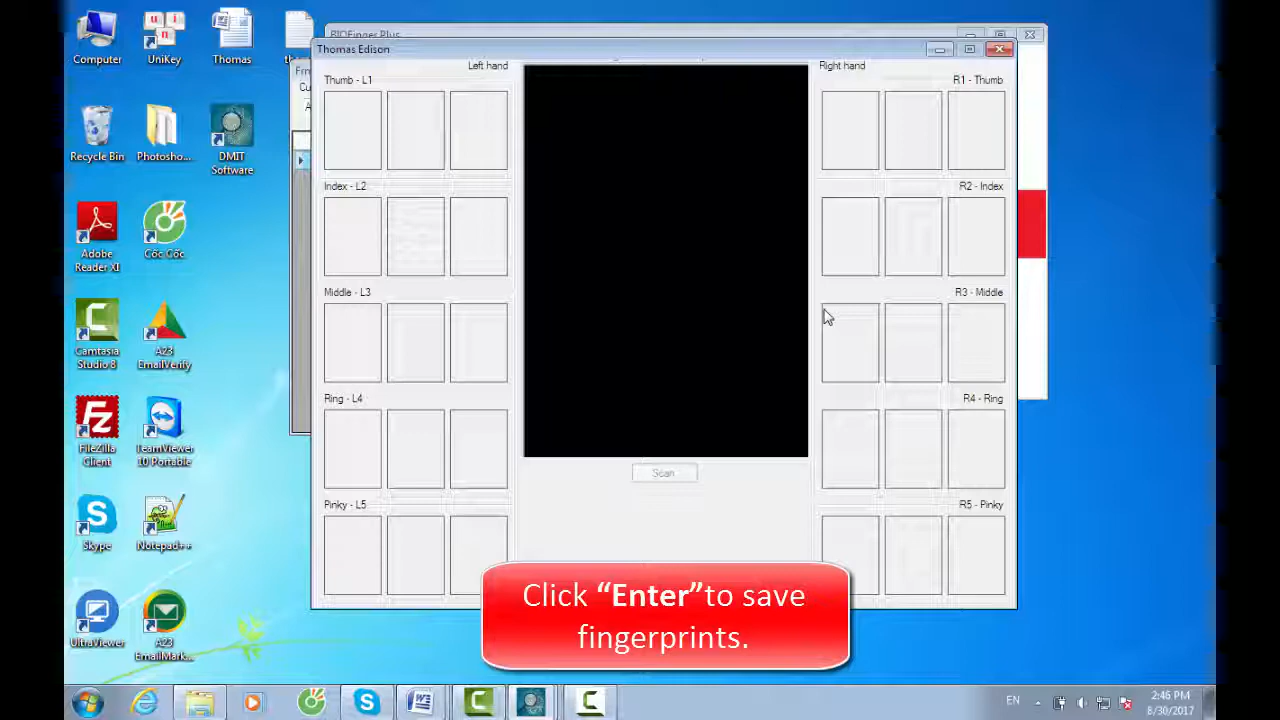 Computer
UniKey
Thomas
Recycle Bin
Photosho...
DMIT
Software
Adobe
Reader XI
Cốc Cốc
Camtasia
Studio 8
A23
EmailVerify
FileZilla
Client
TeamViewer
10 Portable
Skype
Notepad++
UltraViewer
A23
EmailMark...
BIOFinger Plus
Thomas Edison
Left hand
Right hand
Thumb - L1
R1 - Thumb
Index - L2
R2 - Index
Middle - L3
R3 - Middle
Ring - L4
R4 - Ring
Pinky - L5
R5 - Pinky
Scan
Click “Enter”to save
fingerprints.
EN
2:46 PM
8/30/2017